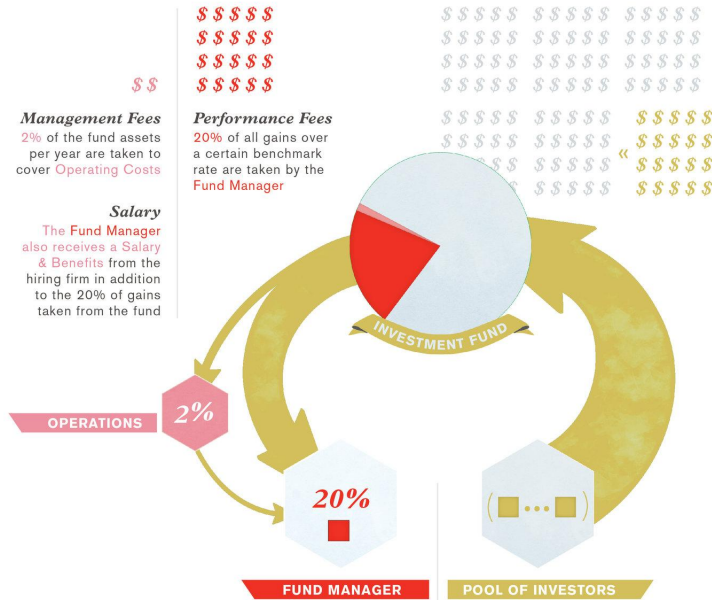 $ $ $ $ $
$ $ $ $ $
$ $ $ $ $
$ $ $ $ $
$ $
Management Fees
2% of the fund assets
per year are taken to
cover Operating Costs
Salary
The Fund Manager
also receives a Salary
& Benefits from the
hiring firm in addition
to the 20% of gains
taken from the fund
Performance Fees
20% of all gains over
a certain benchmark
rate are taken by the
Fund Manager
$ $ $ $ $ $ $ $ $ $ $ $ $ $ $
$ $ $ $ $ $ $ $ $ $ $ $ $ $ $
$ $ $ $ $ $ $ $ $ $ $ $ $ $ $
$ $ $ $ $ $ $ $ $ $ $ $ $ $ $
$ $ $ $ $ $ $ $ $ $ $ $ $ $ $
$ $ $ $ $ $ $ $ $ $ $ $ $ $ $
$ $ $ $ $ $ $ $ « $ $ $ $ $
$ $ $ $ $ $ $ $ $ $ $
INVESTMENT FUND
OPERATIONS
2%
20%
( ... )
FUND MANAGER
POOL OF INVESTORS